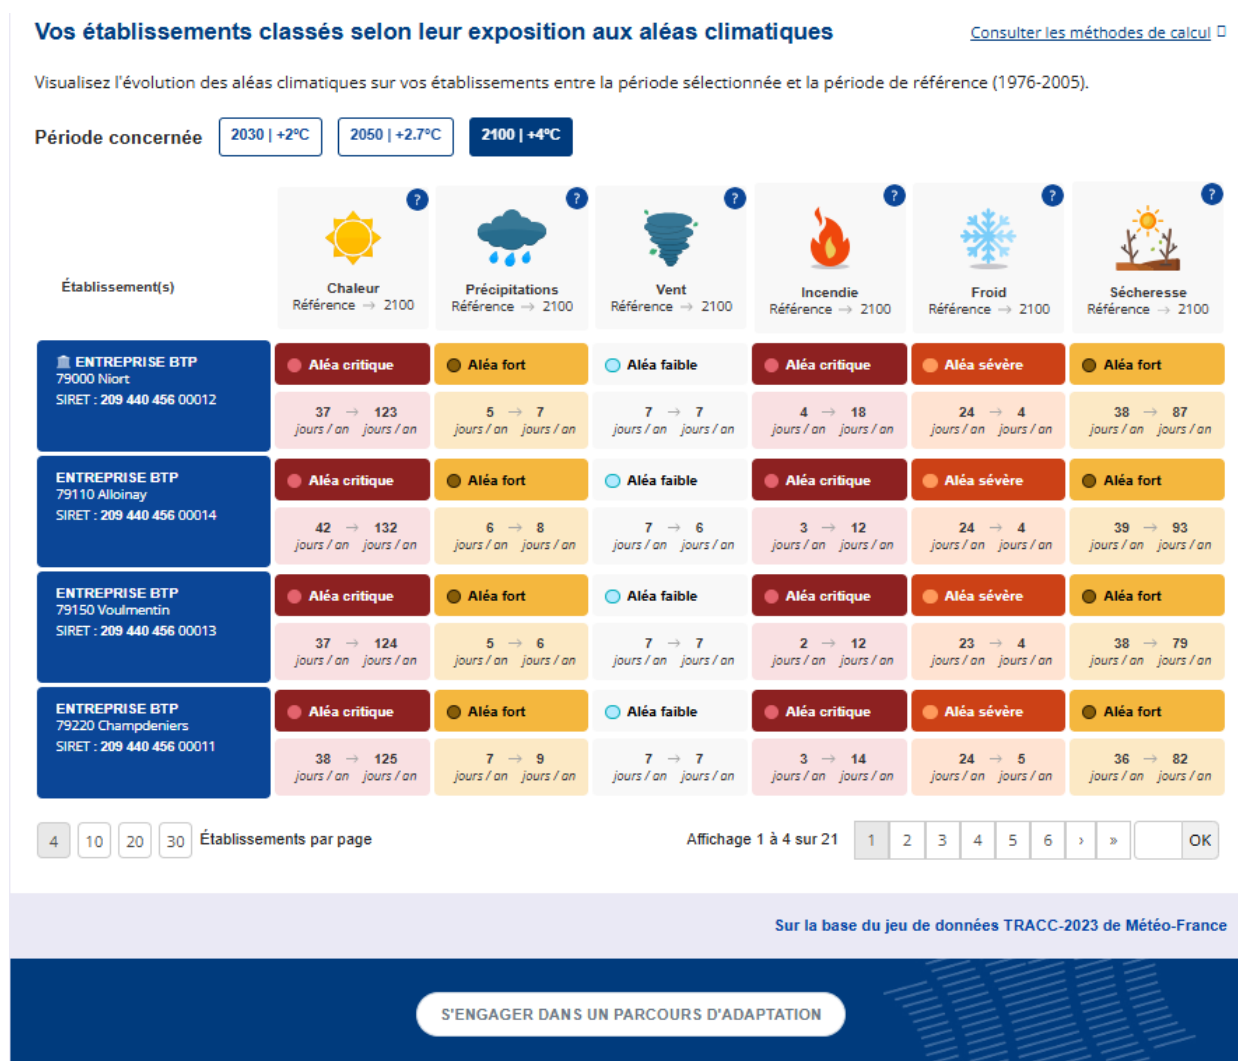 Vos établissements classés selon leur exposition aux aléas climatiques
Consulter les méthodes de calcul
Visualisez l'évolution des aléas climatiques sur vos établissements entre la période sélectionnée et la période de référence (1976-2005).
Période concernée 2030 | +2°C 2050 | +2.7°C 2100 | +4°C
? ? ? ? ? ?
Établissement(s)
Chaleur Précipitations Vent Incendie Froid Sécheresse
Référence → 2100 Référence → 2100 Référence → 2100 Référence → 2100 Référence → 2100 Référence → 2100
ENTREPRISE BTP
79000 Niort
SIRET : 209 440 456 00012
Aléa critique Aléa fort Aléa faible Aléa critique Aléa sévère Aléa fort
37 → 123 5 → 7 7 → 7 4 → 18 24 → 4 38 → 87
jours / an jours / an jours / an jours / an jours / an jours / an jours / an jours / an jours / an jours / an jours / an jours / an
ENTREPRISE BTP
79110 Alloinay
SIRET : 209 440 456 00014
Aléa critique Aléa fort Aléa faible Aléa critique Aléa sévère Aléa fort
42 → 132 6 → 8 7 → 6 3 → 12 24 → 4 39 → 93
jours / an jours / an jours / an jours / an jours / an jours / an jours / an jours / an jours / an jours / an jours / an jours / an
ENTREPRISE BTP
79150 Voulmentin
SIRET : 209 440 456 00013
Aléa critique Aléa fort Aléa faible Aléa critique Aléa sévère Aléa fort
37 → 124 5 → 6 7 → 7 2 → 12 23 → 4 38 → 79
jours / an jours / an jours / an jours / an jours / an jours / an jours / an jours / an jours / an jours / an jours / an jours / an
ENTREPRISE BTP
79220 Champdeniers
SIRET : 209 440 456 00011
Aléa critique Aléa fort Aléa faible Aléa critique Aléa sévère Aléa fort
38 → 125 7 → 9 7 → 7 3 → 14 24 → 5 36 → 82
jours / an jours / an jours / an jours / an jours / an jours / an jours / an jours / an jours / an jours / an jours / an jours / an
4 10 20 30 Établissements par page
Affichage 1 à 4 sur 21 1 2 3 4 5 6 › » OK
Sur la base du jeu de données TRACC-2023 de Météo-France
S'ENGAGER DANS UN PARCOURS D'ADAPTATION